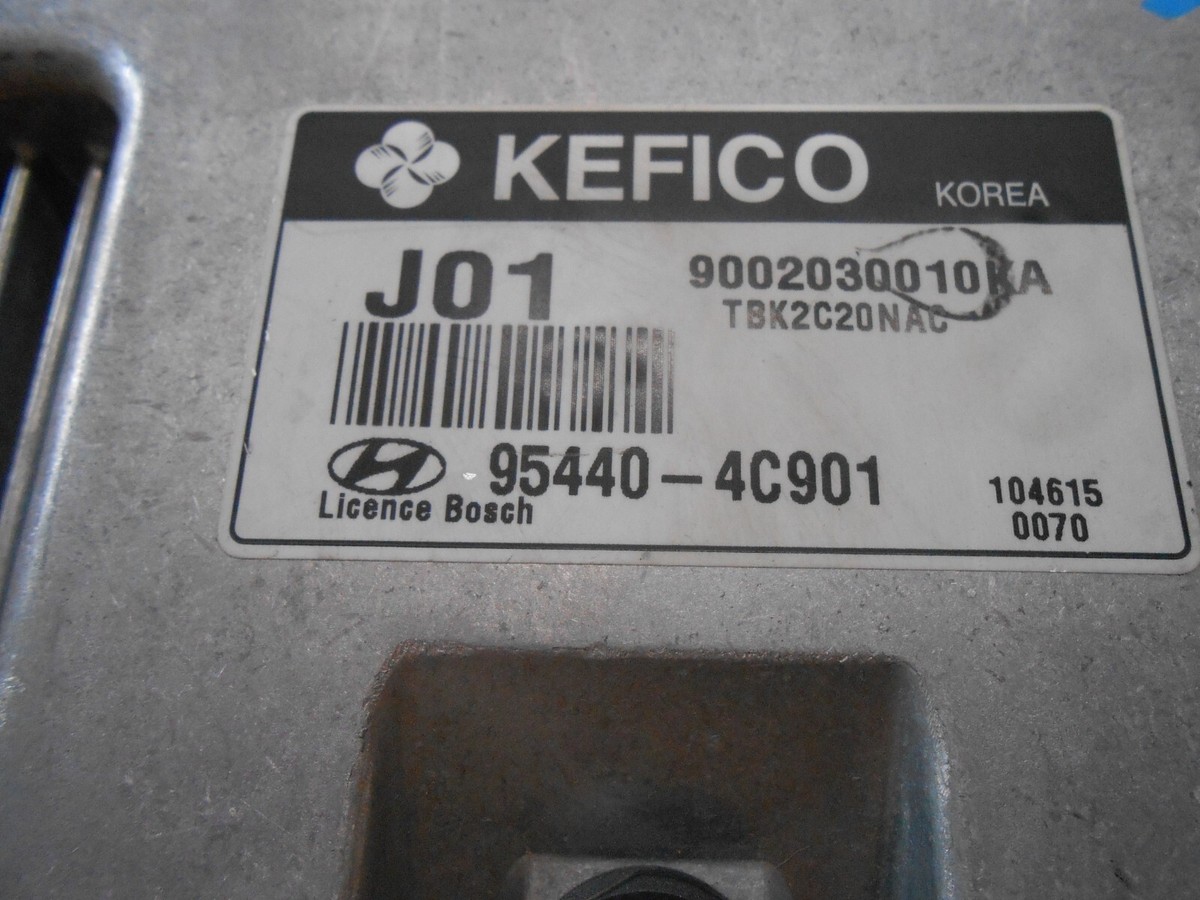 KEFICO KOREA
J01
9002030010KA
TBK2C20NAC
95440-4C901
Licence Bosch
104615
0070